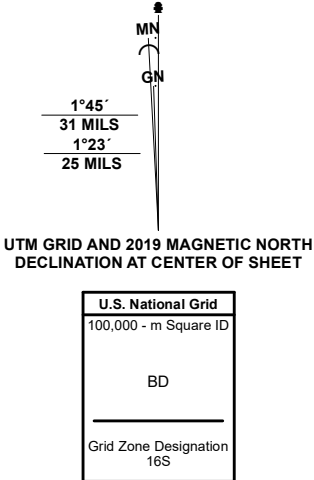 MN
GN
1°45´
31 MILS
1°23´
25 MILS
UTM GRID AND 2019 MAGNETIC NORTH
DECLINATION AT CENTER OF SHEET
U.S. National Grid
100,000 - m Square ID
BD
Grid Zone Designation
16S